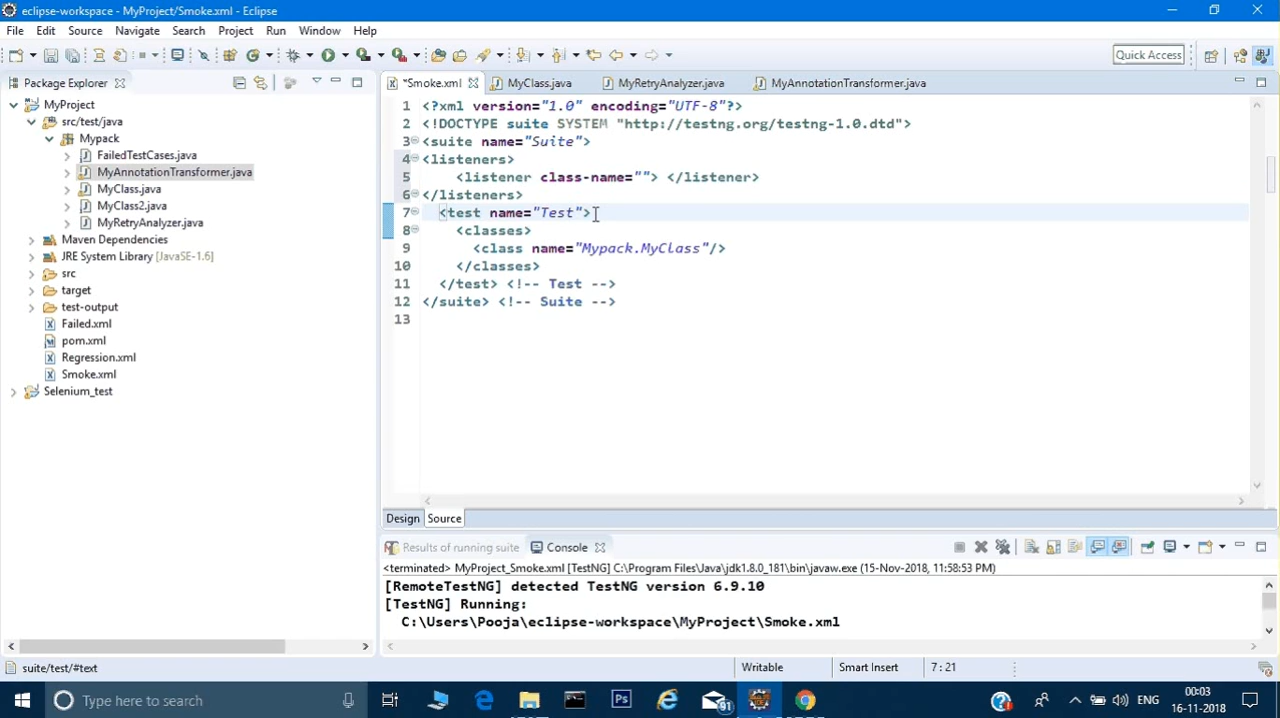 eclipse-workspace - MyProject/Smoke.xml - Eclipse
File Edit Source Navigate Search Project Run Window Help
Quick Access
Package Explorer
*Smoke.xml MyClass.java MyRetryAnalyzer.java MyAnnotationTransformer.java
MyProject
src/test/java
Mypack
FailedTestCases.java
MyAnnotationTransformer.java
MyClass.java
MyClass2.java
MyRetryAnalyzer.java
Maven Dependencies
JRE System Library [JavaSE-1.6]
src
target
test-output
Failed.xml
pom.xml
Regression.xml
Smoke.xml
Selenium_test
1 <?xml version="1.0" encoding="UTF-8"?>
2 <!DOCTYPE suite SYSTEM "http://testng.org/testng-1.0.dtd">
3 <suite name="Suite">
4 <listeners>
5 <listener class-name=""> </listener>
6 </listeners>
7 <test name="Test">
8 <classes>
9 <class name="Mypack.MyClass"/>
10 </classes>
11 </test> <!-- Test -->
12 </suite> <!-- Suite -->
13
Design Source
Results of running suite Console
<terminated> MyProject_Smoke.xml [TestNG] C:\Program Files\Java\jdk1.8.0_181\bin\javaw.exe (15-Nov-2018, 11:58:53 PM)
[RemoteTestNG] detected TestNG version 6.9.10
[TestNG] Running:
C:\Users\Pooja\eclipse-workspace\MyProject\Smoke.xml
suite/test/#text Writable Smart Insert 7 : 21
Type here to search
Ps
91
ENG
00:03
16-11-2018